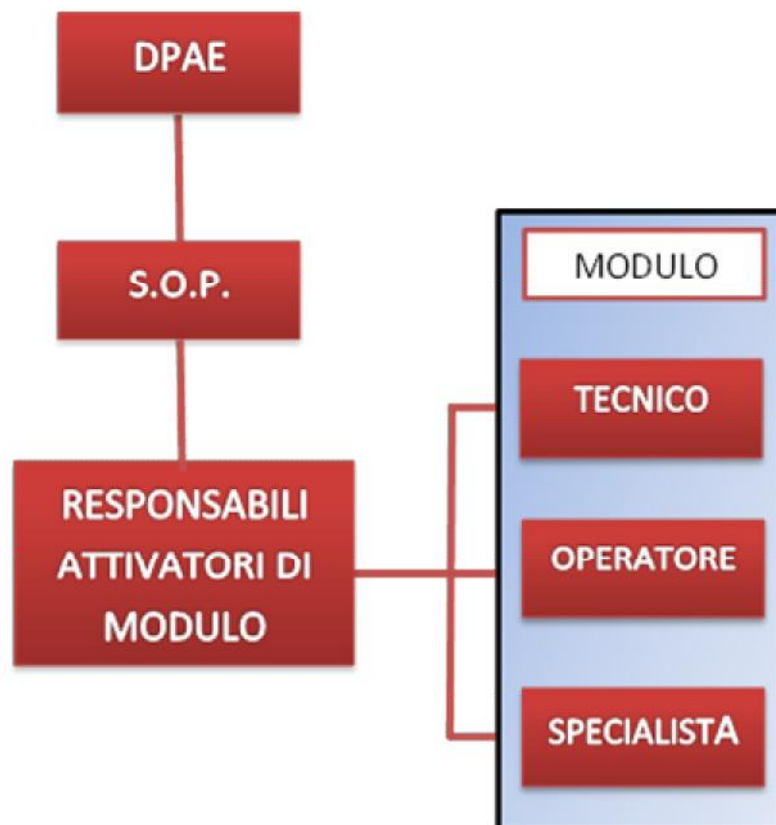 DPAE
S.O.P.
RESPONSABILI
ATTIVATORI DI
MODULO
MODULO
TECNICO
OPERATORE
SPECIALISTA